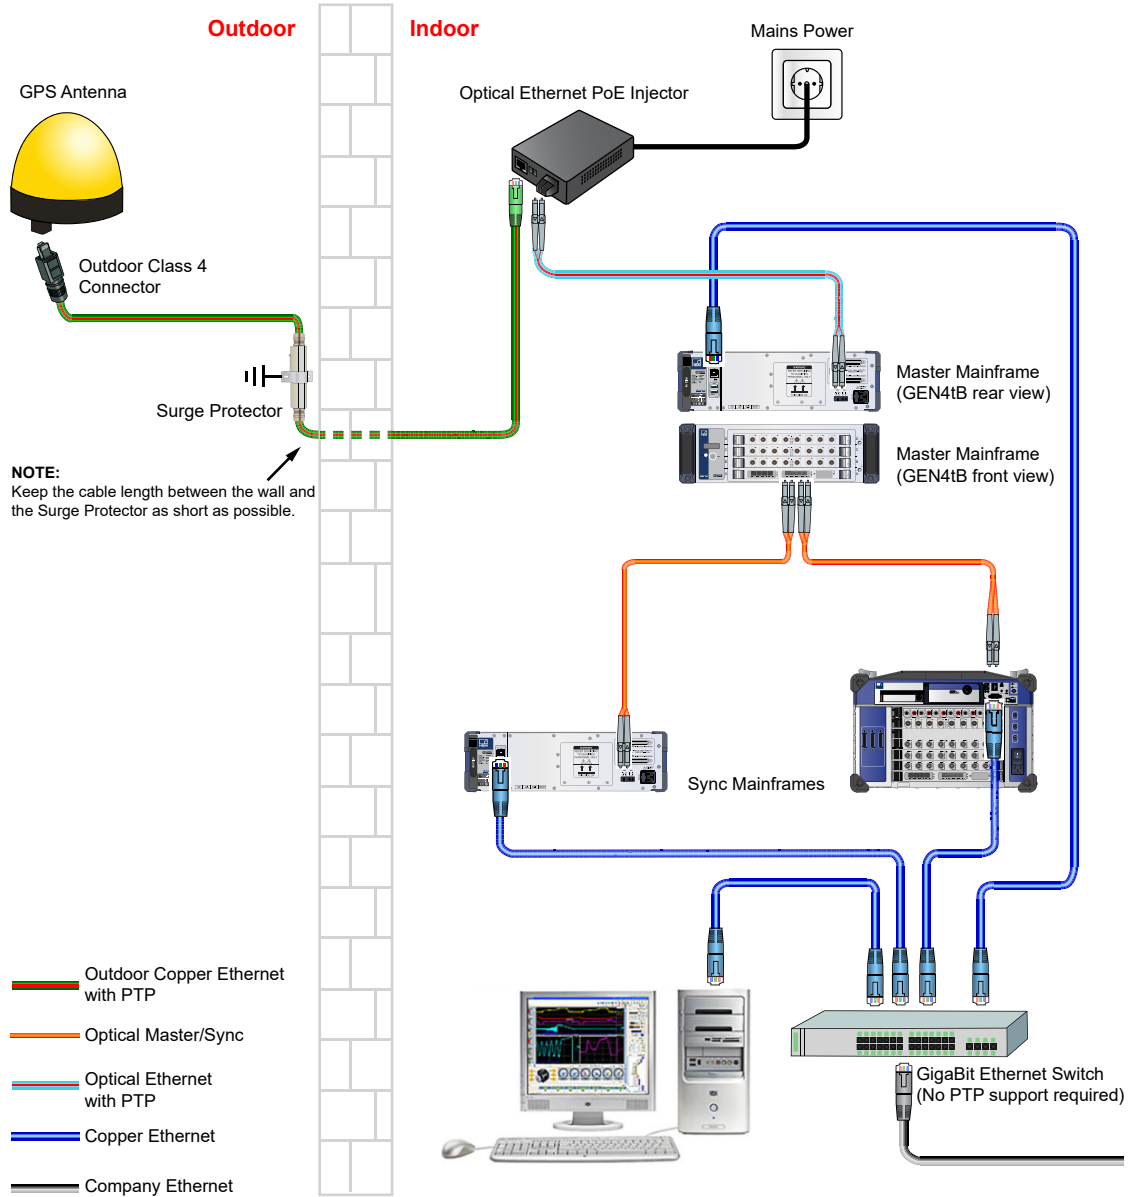 Outdoor
Indoor
Mains Power
GPS Antenna
Optical Ethernet PoE Injector
Outdoor Class 4
Connector
Surge Protector
NOTE:
Keep the cable length between the wall and
the Surge Protector as short as possible.
Master Mainframe
(GEN4tB rear view)
Master Mainframe
(GEN4tB front view)
Sync Mainframes
Outdoor Copper Ethernet
with PTP
Optical Master/Sync
Optical Ethernet
with PTP
Copper Ethernet
Company Ethernet
GigaBit Ethernet Switch
(No PTP support required)